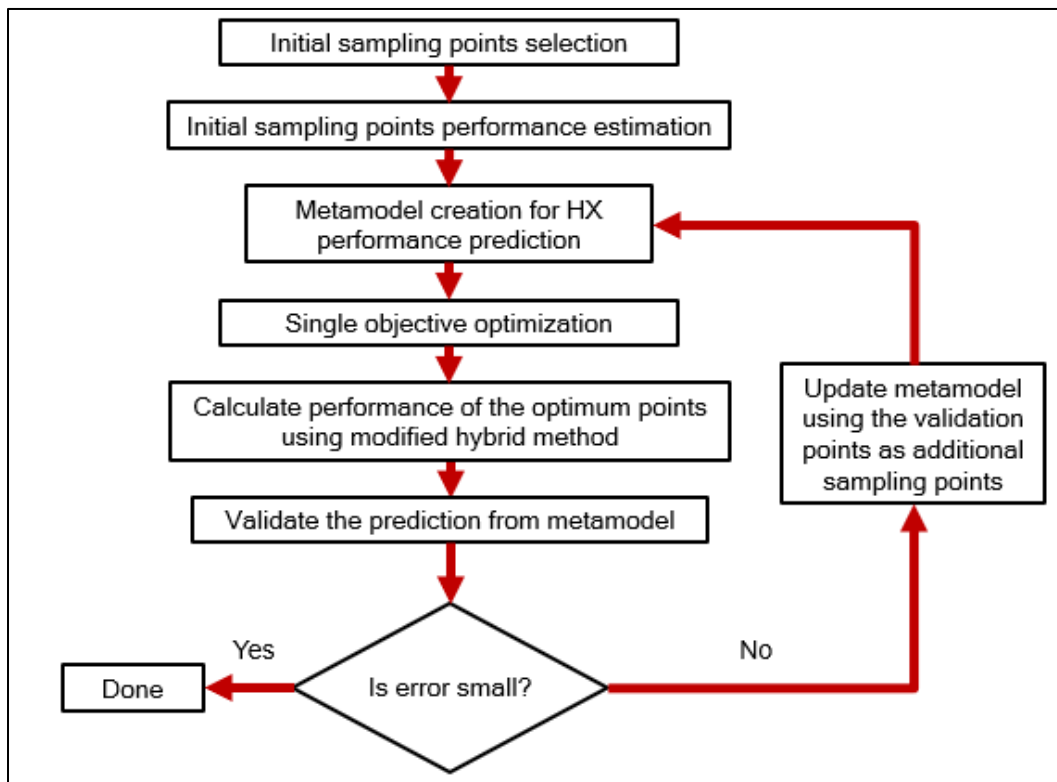 Initial sampling points selection
Initial sampling points performance estimation
Metamodel creation for HX
performance prediction
Single objective optimization
Calculate performance of the optimum points
using modified hybrid method
Validate the prediction from metamodel
Is error small?
Yes
Done
No
Update metamodel
using the validation
points as additional
sampling points